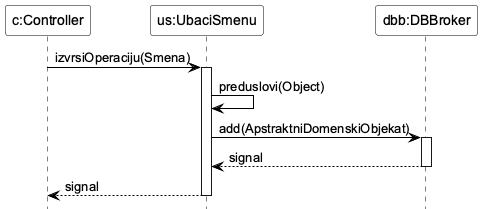 c:Controller
us:UbaciSmenu
dbb:DBBroker
izvrsiOperaciju(Smena)
preduslovi(Object)
add(ApstraktniDomenskiObjekat)
signal
signal